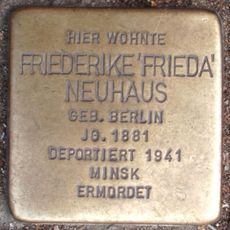 HIER WOHNTE
FRIEDERIKE 'FRIEDA'
NEUHAUS
GEB. BERLIN
JG. 1881
DEPORTIERT 1941
MINSK
ERMORDET